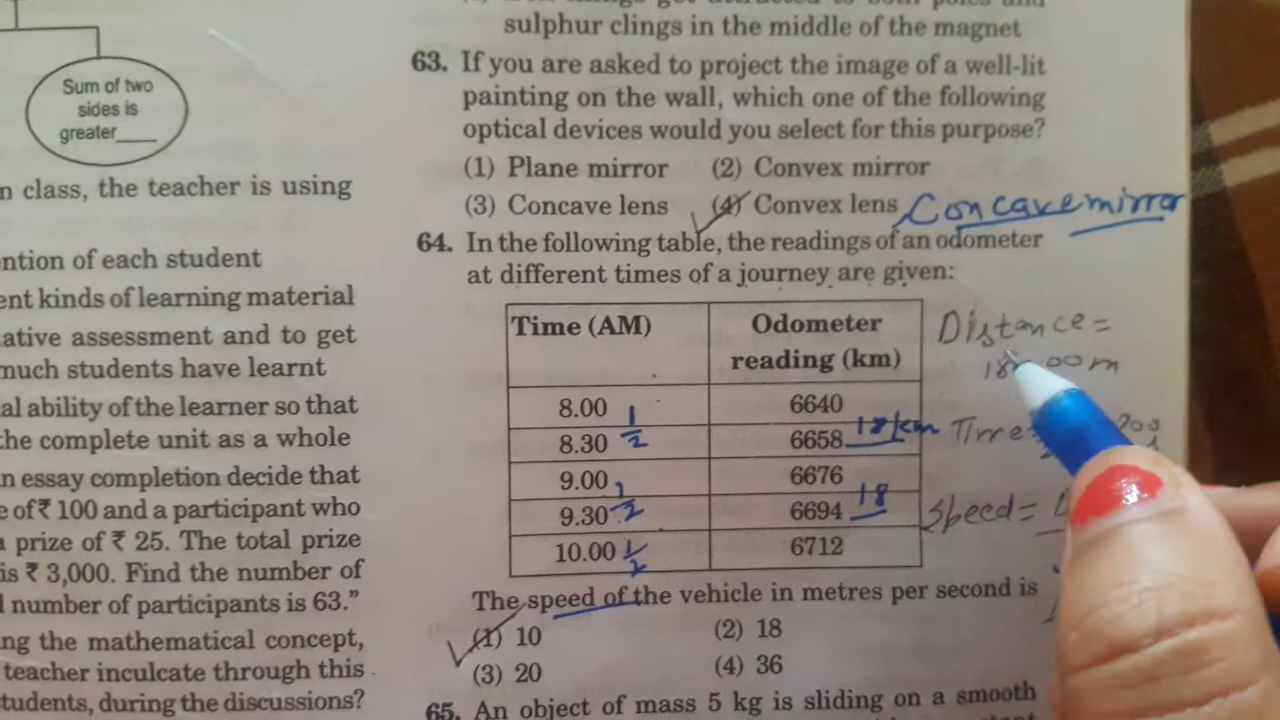 Sum of two
sides is
greater____
n class, the teacher is using
ntion of each student
ent kinds of learning material
ative assessment and to get
much students have learnt
al ability of the learner so that
the complete unit as a whole
n essay completion decide that
e of ₹ 100 and a participant who
a prize of ₹ 25. The total prize
is ₹ 3,000. Find the number of
l number of participants is 63."
ng the mathematical concept,
teacher inculcate through this
tudents, during the discussions?
sulphur clings in the middle of the magnet
63. If you are asked to project the image of a well-lit
painting on the wall, which one of the following
optical devices would you select for this purpose?
(1) Plane mirror (2) Convex mirror
(3) Concave lens (4) Convex lens Concave mirror
64. In the following table, the readings of an odometer
at different times of a journey are given:
Time (AM) Odometer
reading (km)
Distance =
8.00 6640
1/2
8.30 6658 18km Time
9.00 6676
1/2
9.30 6694 18
Speed =
10.00 1/2 6712
The speed of the vehicle in metres per second is
(1) 10 (2) 18
(3) 20 (4) 36
65. An object of mass 5 kg is sliding on a smooth